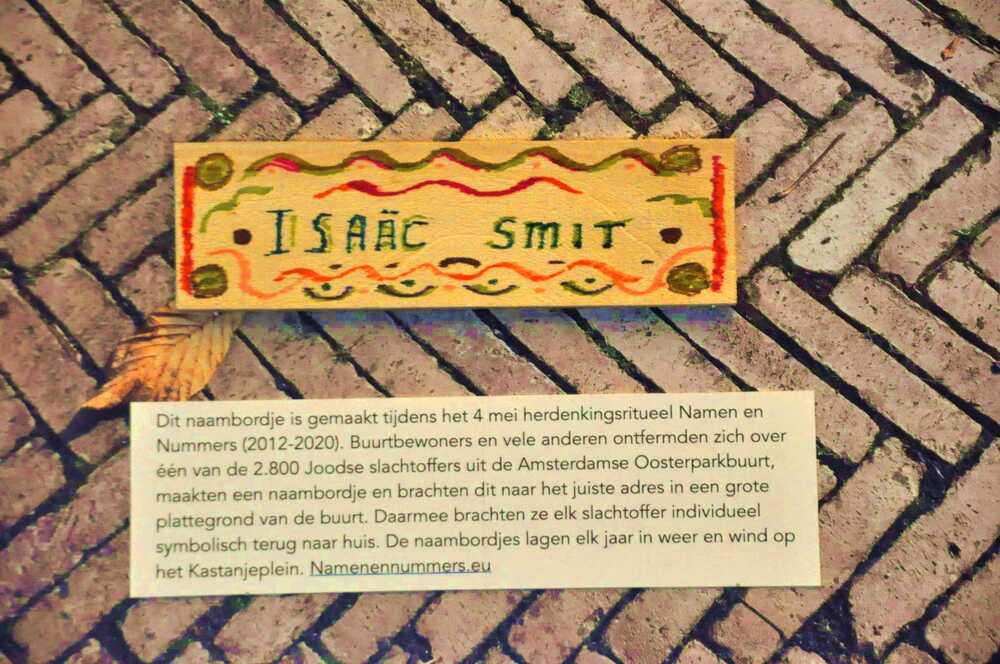 ISAÄC SMIT
Dit naambordje is gemaakt tijdens het 4 mei herdenkingsritueel Namen en
Nummers (2012-2020). Buurtbewoners en vele anderen ontfermden zich over
één van de 2.800 Joodse slachtoffers uit de Amsterdamse Oosterparkbuurt,
maakten een naambordje en brachten dit naar het juiste adres in een grote
plattegrond van de buurt. Daarmee brachten ze elk slachtoffer individueel
symbolisch terug naar huis. De naambordjes lagen elk jaar in weer en wind op
het Kastanjeplein. Namenennummers.eu